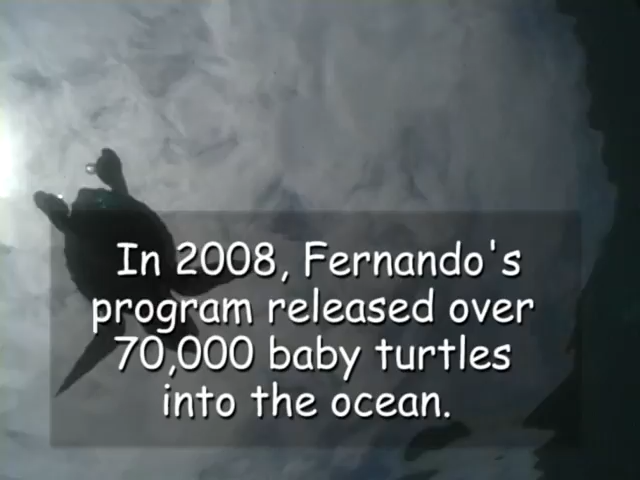 In 2008, Fernando's
program released over
70,000 baby turtles
into the ocean.